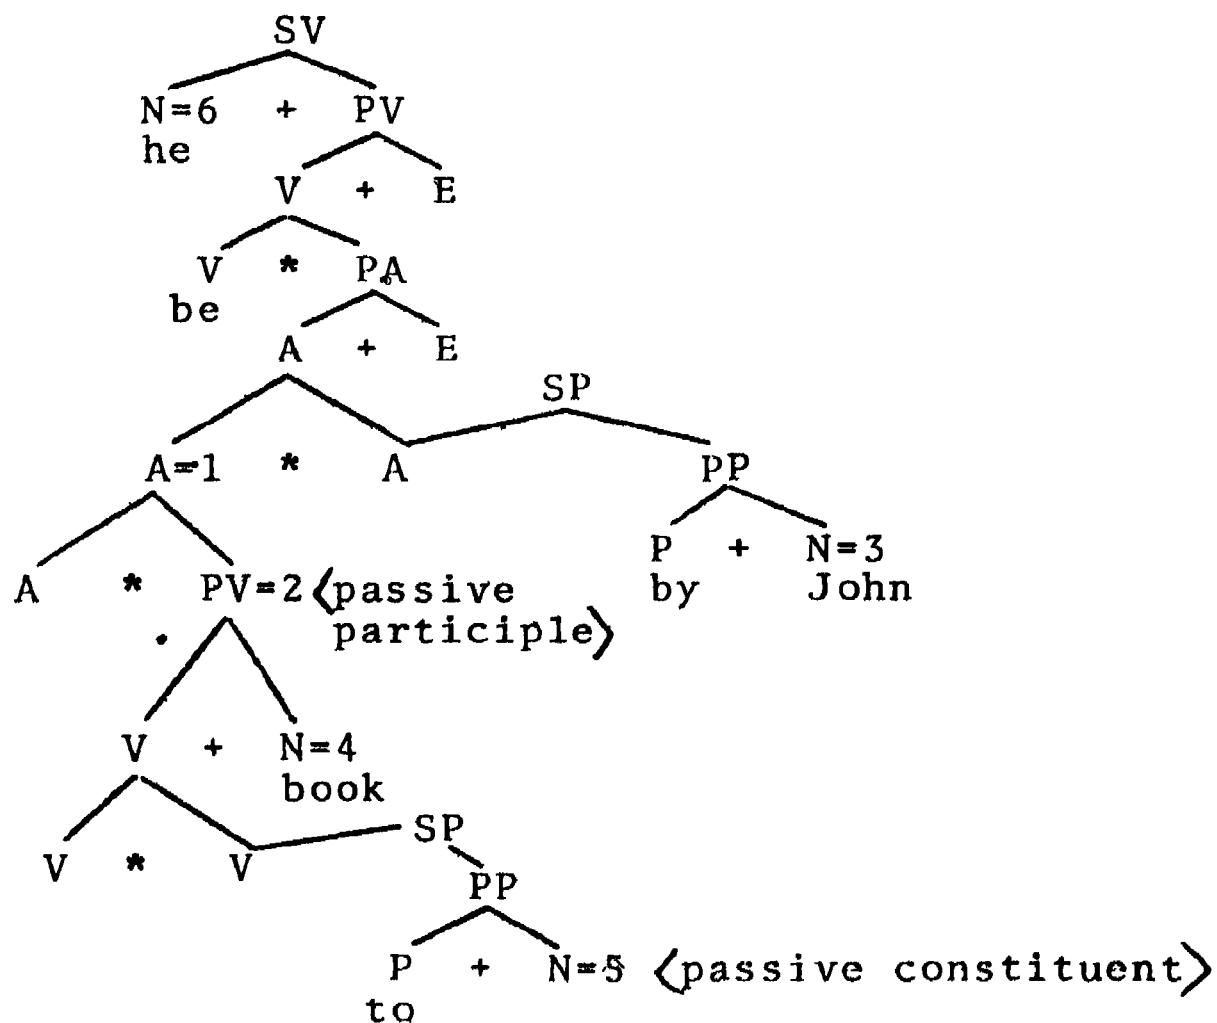 SV
N=6 + PV
he
V + E
V * PA
be
A + E
SP
A=1 * A PP
P + N=3
by John
A * PV=2 <passive
participle>
V + N=4
book
SP
V * V
PP
P + N=5 <passive constituent>
to